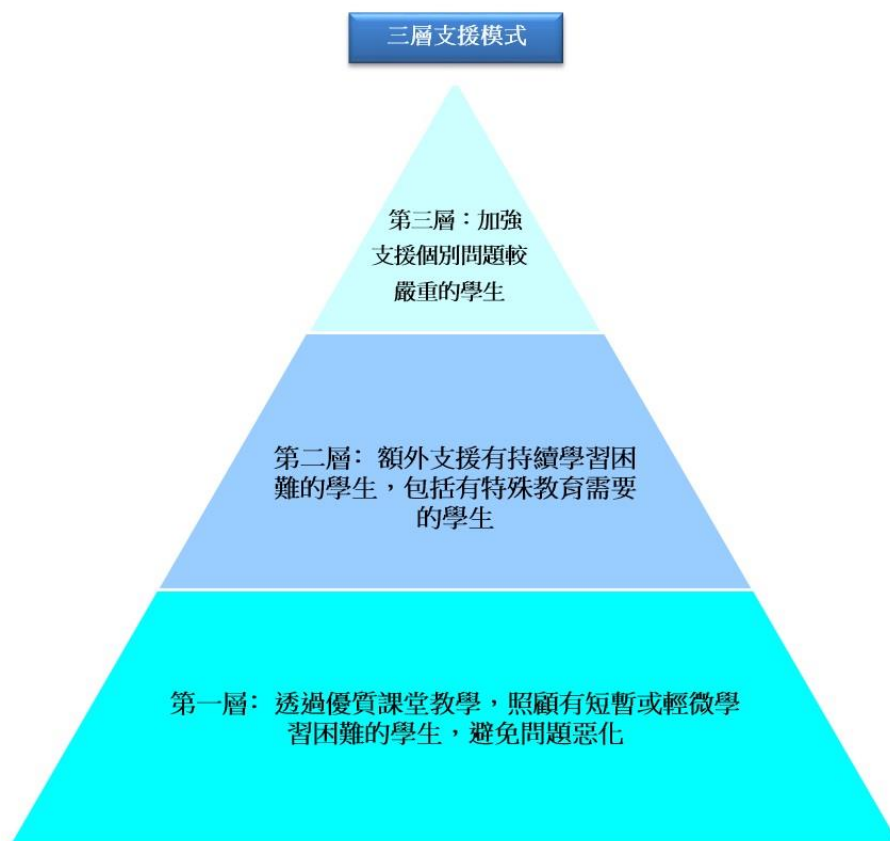 三層支援模式
第三層：加強
支援個別問題較
嚴重的學生
第二層: 額外支援有持續學習困
難的學生，包括有特殊教育需要
的學生
第一層: 透過優質課堂教學，照顧有短暫或輕微學
習困難的學生，避免問題惡化